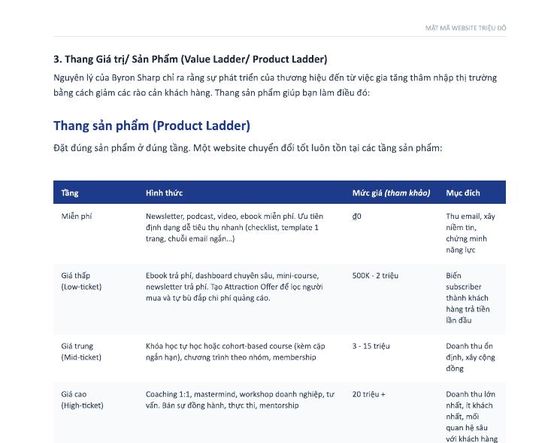 MẬT MÃ WEBSITE TRIỆU ĐÔ
3. Thang Giá trị/ Sản Phẩm (Value Ladder/ Product Ladder)
Nguyên lý của Byron Sharp chỉ ra rằng sự phát triển của thương hiệu đến từ việc gia tăng thâm nhập thị trường
bằng cách giảm các rào cản khách hàng. Thang sản phẩm giúp bạn làm điều đó:
Thang sản phẩm (Product Ladder)
Đặt đúng sản phẩm ở đúng tầng. Một website chuyển đổi tốt luôn tồn tại các tầng sản phẩm:
Tầng Hình thức Mức giá (tham khảo) Mục đích
Miễn phí
Newsletter, podcast, video, ebook miễn phí. Ưu tiên
định dạng dễ tiêu thụ nhanh (checklist, template 1
trang, chuỗi email ngắn...)
₫0
Thu email, xây
niềm tin,
chứng minh
năng lực
Giá thấp
(Low-ticket)
Ebook trả phí, dashboard chuyên sâu, mini-course,
newsletter trả phí. Tạo Attraction Offer để lọc người
mua và tự bù đắp chi phí quảng cáo.
500K - 2 triệu
Biến
subscriber
thành khách
hàng trả tiền
lần đầu
Giá trung
(Mid-ticket)
Khóa học tự học hoặc cohort-based course (kèm cặp
ngắn hạn), chương trình theo nhóm, membership
3 - 15 triệu
Doanh thu ổn
định, xây cộng
đồng
Giá cao
(High-ticket)
Coaching 1:1, mastermind, workshop doanh nghiệp, tư
vấn. Bán sự đồng hành, thực thi, mentorship
20 triệu +
Doanh thu lớn
nhất, ít khách
nhất, mối
quan hệ sâu
với khách hàng